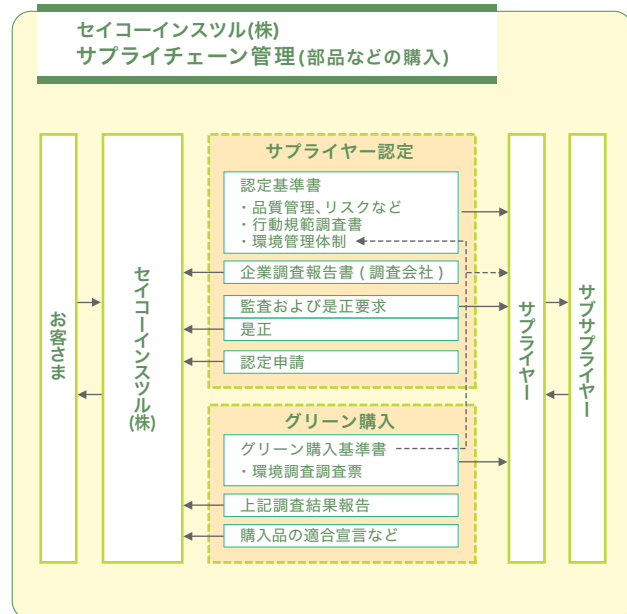 セイコーインスツル(株)
サプライチェーン管理(部品などの購入)
お客さま
セイコーインスツル(株)
サプライヤー認定
認定基準書
・品質管理、リスクなど
・行動規範調査書
・環境管理体制
企業調査報告書(調査会社)
監査および是正要求
是正
認定申請
グリーン購入
グリーン購入基準書
・環境調査調査票
上記調査結果報告
購入品の適合宣言など
サプライヤー
サブサプライヤー